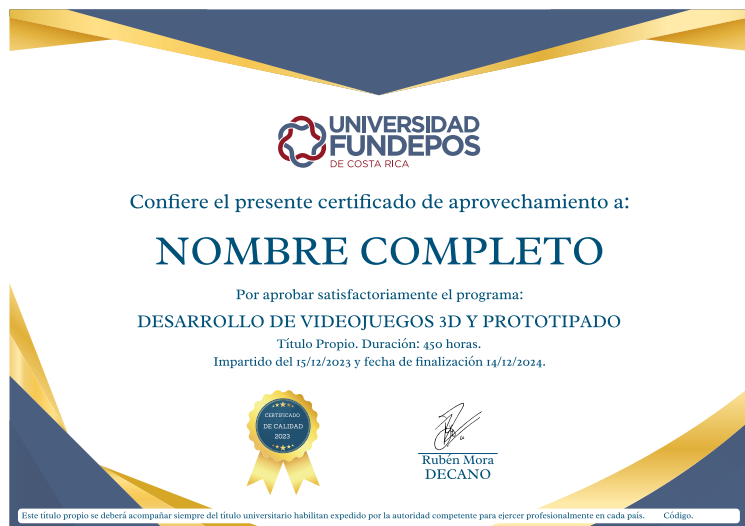 UNIVERSIDAD
FUNDEPOS
DE COSTA RICA
Confiere el presente certificado de aprovechamiento a:
NOMBRE COMPLETO
Por aprobar satisfactoriamente el programa:
DESARROLLO DE VIDEOJUEGOS 3D Y PROTOTIPADO
Título Propio. Duración: 450 horas.
Impartido del 15/12/2023 y fecha de finalización 14/12/2024.
CERTIFICADO
DE CALIDAD
2023
Rubén Mora
DECANO
Este título propio se deberá acompañar siempre del título universitario habilitan expedido por la autoridad competente para ejercer profesionalmente en cada país. Código.